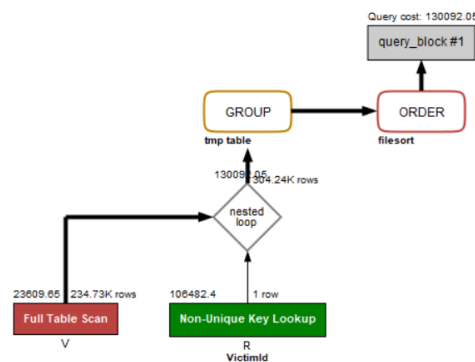 Query cost: 130092.05
query_block #1
GROUP
ORDER
tmp table
filesort
130092.05
304.24K rows
nested
loop
23609.65
234.73K rows
106482.4
1 row
Full Table Scan
Non-Unique Key Lookup
V
R
VictimId